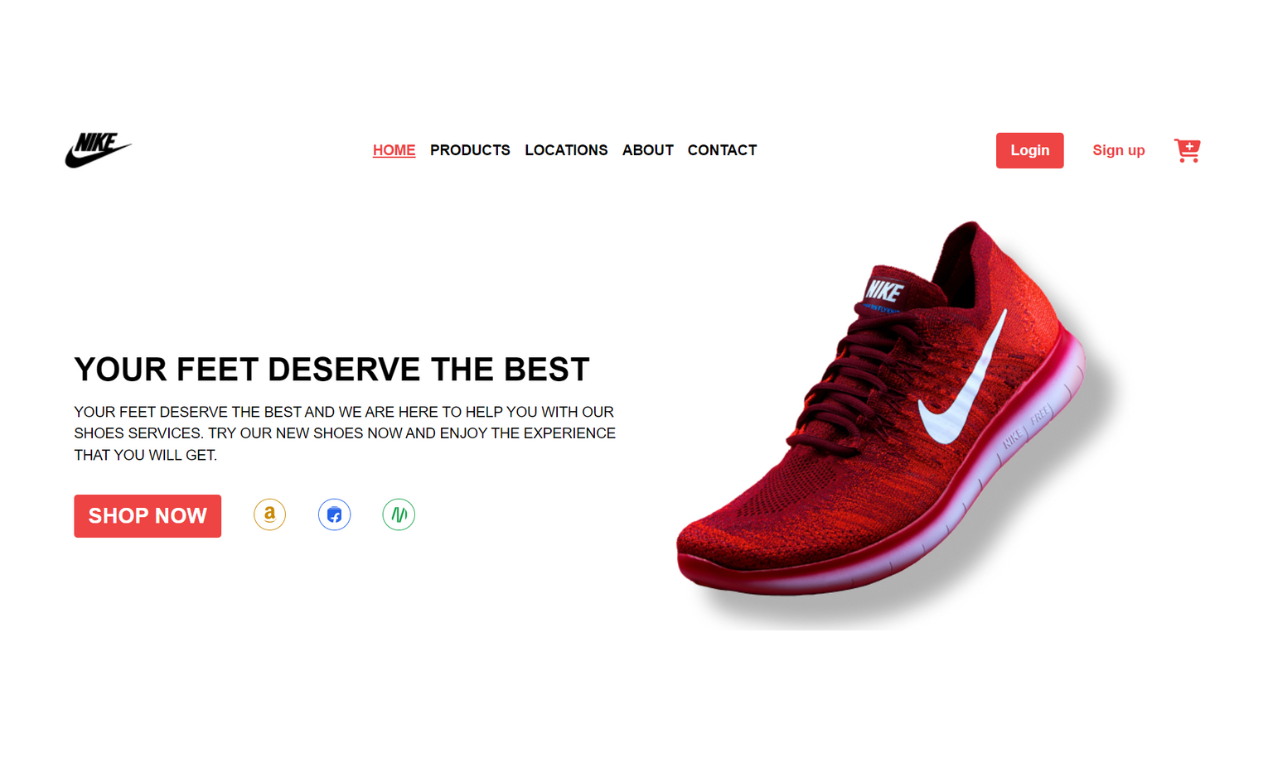 NIKE
HOME PRODUCTS LOCATIONS ABOUT CONTACT
Login Sign up
NIKE
YOUR FEET DESERVE THE BEST
YOUR FEET DESERVE THE BEST AND WE ARE HERE TO HELP YOU WITH OUR
SHOES SERVICES. TRY OUR NEW SHOES NOW AND ENJOY THE EXPERIENCE
THAT YOU WILL GET.
NIKE FREE
SHOP NOW
a